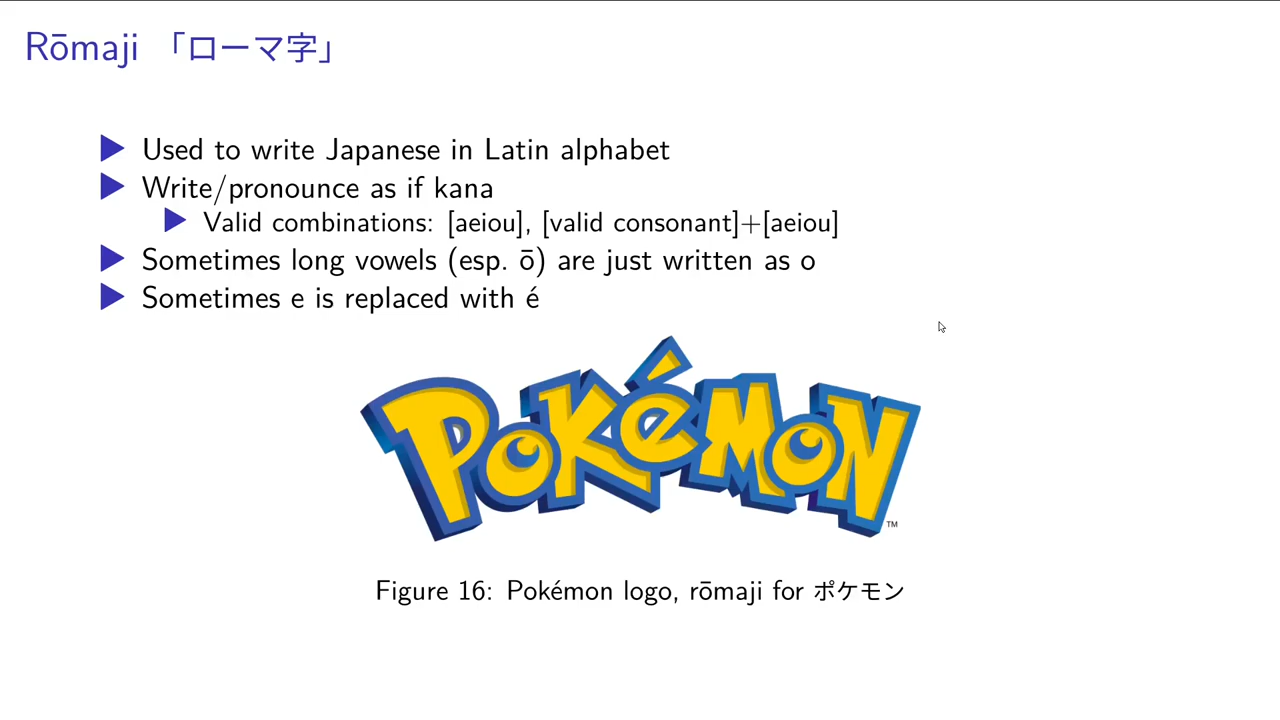 Rōmaji 「ローマ字」
Used to write Japanese in Latin alphabet
Write/pronounce as if kana
Valid combinations: [aeiou], [valid consonant]+[aeiou]
Sometimes long vowels (esp. ō) are just written as o
Sometimes e is replaced with é
POKéMON
TM
Figure 16: Pokémon logo, rōmaji for ポケモン